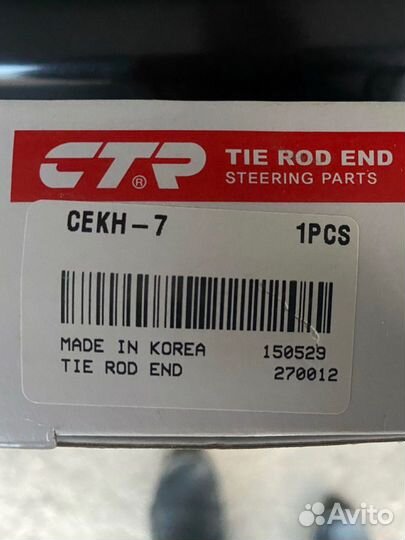 CTR®
TIE ROD END
STEERING PARTS
CEKH-7 1PCS
MADE IN KOREA 150529
TIE ROD END 270012
Avito